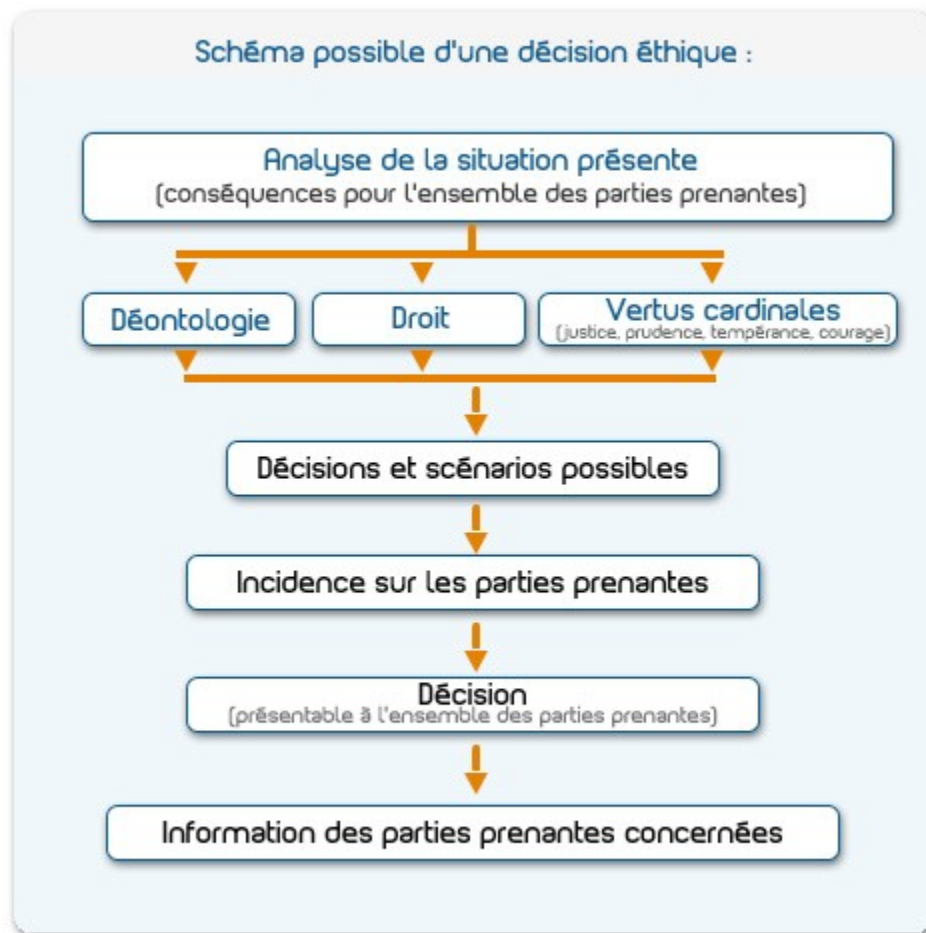 Schéma possible d'une décision éthique :
Analyse de la situation présente
(conséquences pour l'ensemble des parties prenantes)
Déontologie
Droit
Vertus cardinales
(justice, prudence, tempérance, courage)
Décisions et scénarios possibles
Incidence sur les parties prenantes
Décision
(présentable à l'ensemble des parties prenantes)
Information des parties prenantes concernées